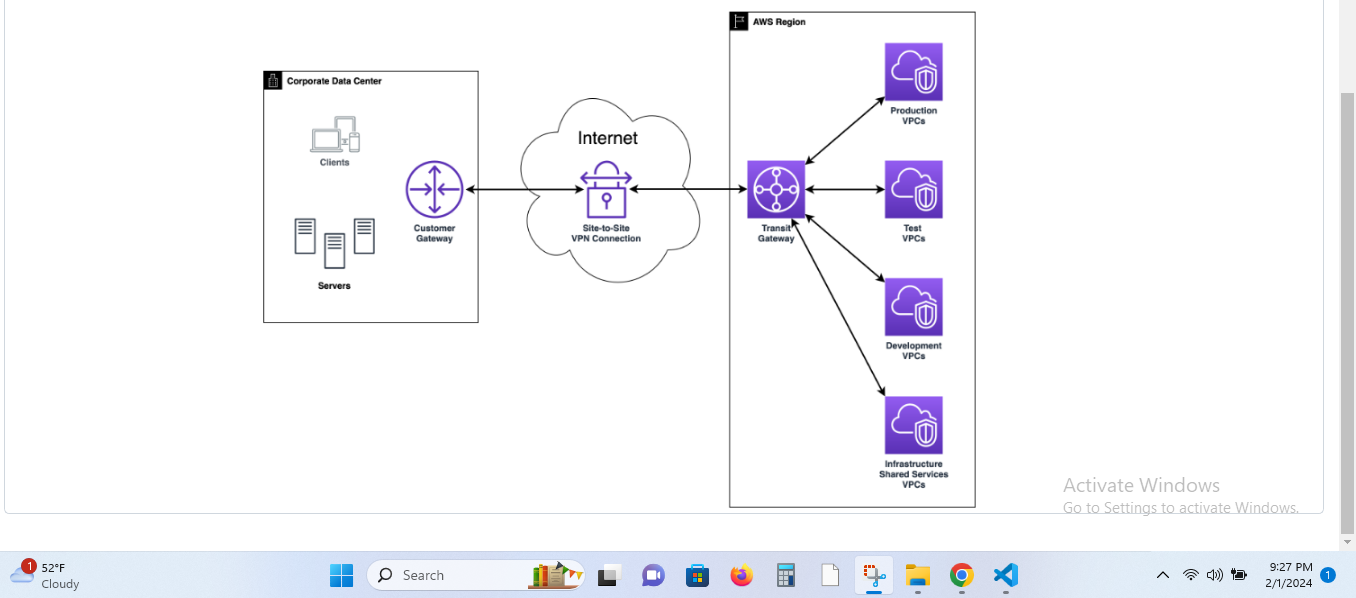 AWS Region
Corporate Data Center
Production
VPCs
Internet
Clients
Site-to-Site
VPN Connection
Customer
Gateway
Transit
Gateway
Test
VPCs
Servers
Development
VPCs
Infrastructure
Shared Services
VPCs
Activate Windows
Go to Settings to activate Windows.
1
52°F
Cloudy
Search
9:27 PM
2/1/2024
1